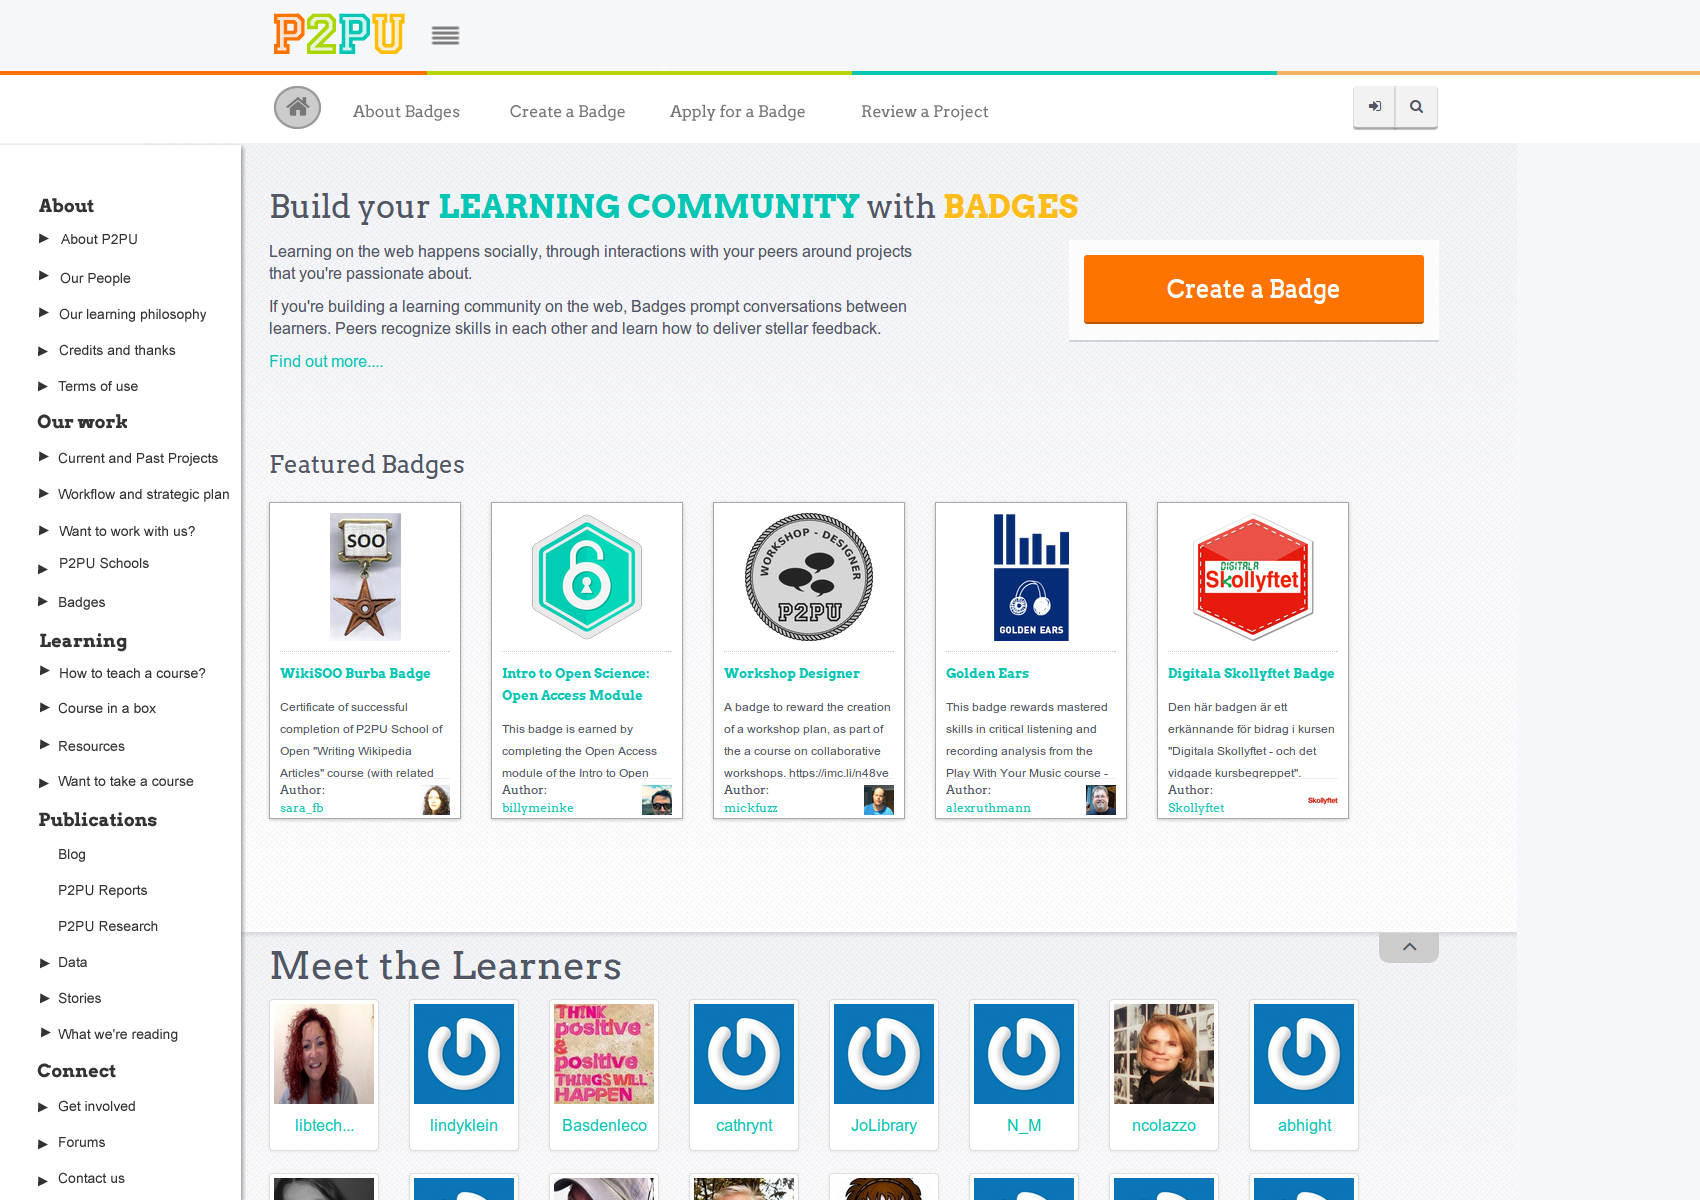 P2PU
About Badges
Create a Badge
Apply for a Badge
Review a Project
About
About P2PU
Our People
Our learning philosophy
Credits and thanks
Terms of use
Our work
Current and Past Projects
Workflow and strategic plan
Want to work with us?
P2PU Schools
Badges
Learning
How to teach a course?
Course in a box
Resources
Want to take a course
Publications
Blog
P2PU Reports
P2PU Research
Data
Stories
What we're reading
Connect
Get involved
Forums
Contact us
Build your LEARNING COMMUNITY with BADGES
Learning on the web happens socially, through interactions with your peers around projects
that you're passionate about.
If you're building a learning community on the web, Badges prompt conversations between
learners. Peers recognize skills in each other and learn how to deliver stellar feedback.
Find out more....
Create a Badge
Featured Badges
SOO
WikiSOO Burba Badge
Certificate of successful
completion of P2PU School of
Open "Writing Wikipedia
Articles" course (with related
Author:
sara_fb
Intro to Open Science:
Open Access Module
This badge is earned by
completing the Open Access
module of the Intro to Open
Author:
billymeinke
WORKSHOP - DESIGNER
P2PU
Workshop Designer
A badge to reward the creation
of a workshop plan, as part of
the a course on collaborative
workshops. https://imc.li/n48ve
Author:
mickfuzz
GOLDEN EARS
Golden Ears
This badge rewards mastered
skills in critical listening and
recording analysis from the
Play With Your Music course -
Author:
alexruthmann
DIGITALA
Skollyftet
Digitala Skollyftet Badge
Den här badgen är ett
erkännande för bidrag i kursen
"Digitala Skollyftet - och det
vidgade kursbegreppet".
Author:
Skollyftet
Skollyftet
Meet the Learners
THINK
positive
&
positive
THINGS WILL
HAPPEN
libtech...
lindyklein
Basdenleco
cathrynt
JoLibrary
N_M
ncolazzo
abhight